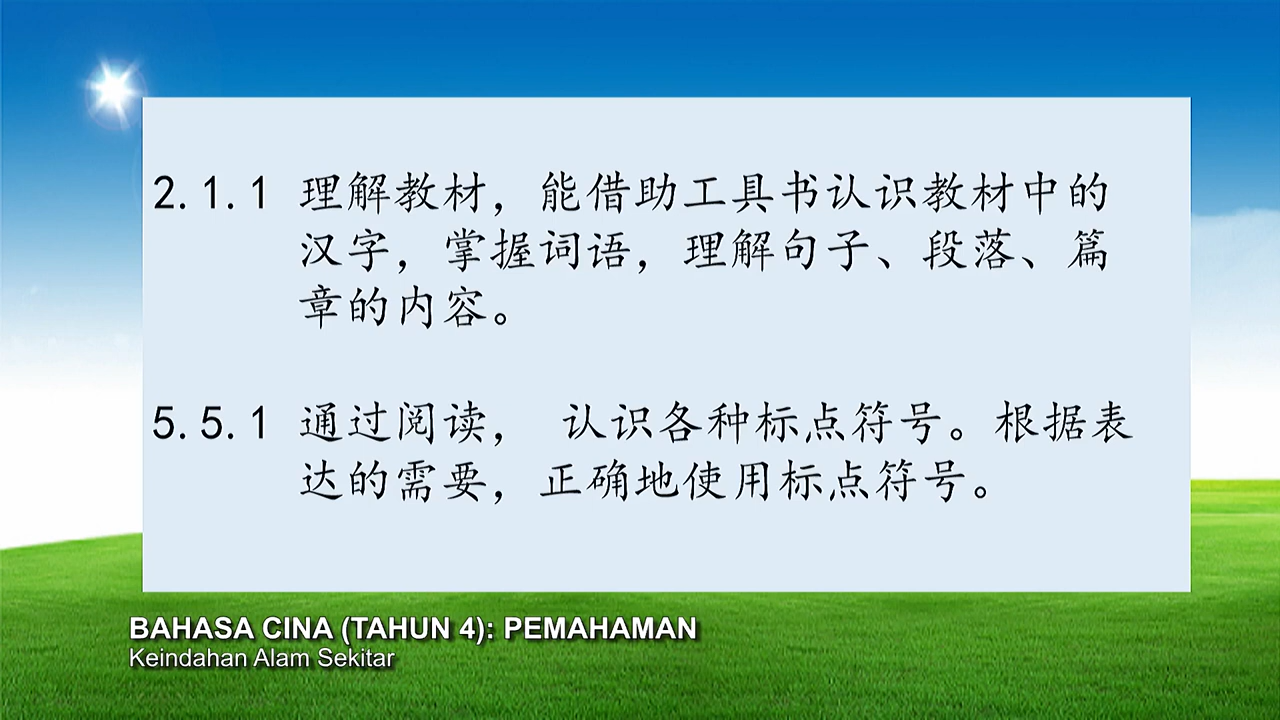 2.1.1 理解教材，能借助工具书认识教材中的
汉字，掌握词语，理解句子、段落、篇
章的内容。
5.5.1 通过阅读， 认识各种标点符号。根据表
达的需要，正确地使用标点符号。
BAHASA CINA (TAHUN 4): PEMAHAMAN
Keindahan Alam Sekitar